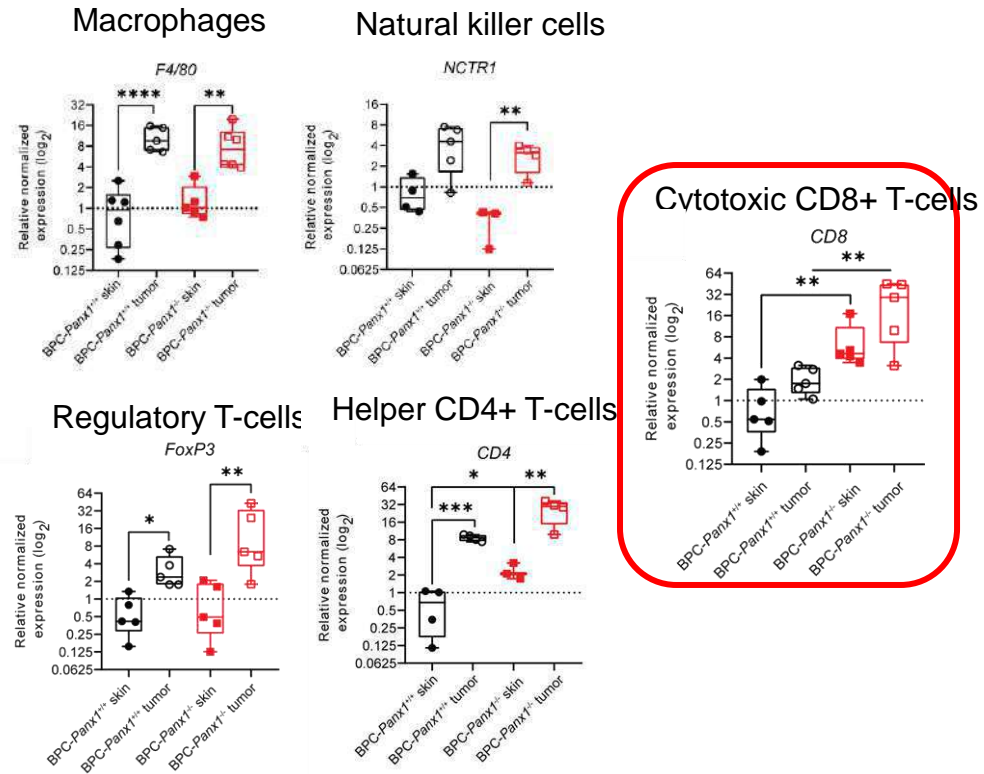 Macrophages
F4/80
****
**
Relative normalized
expression (log2)
32
16
8
4
2
1
0.5
0.25
0.125
BPC-Panx1+/+ skin
BPC-Panx1+/+ tumor
BPC-Panx1-/- skin
BPC-Panx1-/- tumor
Natural killer cells
NCTR1
**
Relative normalized
expression (log2)
16
8
4
2
1
0.5
0.25
0.125
0.0625
BPC-Panx1+/+ skin
BPC-Panx1+/+ tumor
BPC-Panx1-/- skin
BPC-Panx1-/- tumor
Cytotoxic CD8+ T-cells
CD8
**
**
Relative normalized
expression (log2)
64
32
16
8
4
2
1
0.5
0.25
0.125
BPC-Panx1+/+ skin
BPC-Panx1+/+ tumor
BPC-Panx1-/- skin
BPC-Panx1-/- tumor
Regulatory T-cells
FoxP3
*
**
Relative normalized
expression (log2)
64
32
16
8
4
2
1
0.5
0.25
0.125
0.0625
BPC-Panx1+/+ skin
BPC-Panx1+/+ tumor
BPC-Panx1-/- skin
BPC-Panx1-/- tumor
Helper CD4+ T-cells
CD4
*
**
***
Relative normalized
expression (log2)
64
32
16
8
4
2
1
0.5
0.25
0.125
0.0625
BPC-Panx1+/+ skin
BPC-Panx1+/+ tumor
BPC-Panx1-/- skin
BPC-Panx1-/- tumor